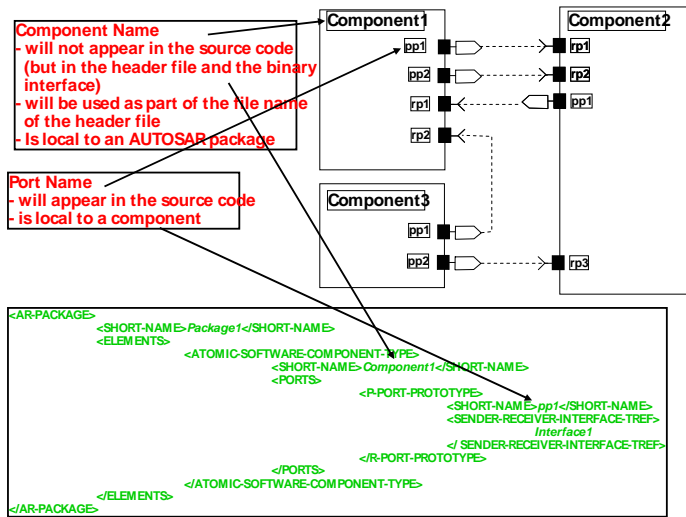 Component Name
- will not appear in the source code
(but in the header file and the binary
interface)
- will be used as part of the file name
of the header file
- Is local to an AUTOSAR package
Port Name
- will appear in the source code
- is local to a component
Component1
pp1
pp2
rp1
rp2
Component2
rp1
rp2
pp1
rp3
Component3
pp1
pp2
<AR-PACKAGE>
<SHORT-NAME>Package1</SHORT-NAME>
<ELEMENTS>
<ATOMIC-SOFTWARE-COMPONENT-TYPE>
<SHORT-NAME>Component1</SHORT-NAME>
<PORTS>
<P-PORT-PROTOTYPE>
<SHORT-NAME>pp1</SHORT-NAME>
<SENDER-RECEIVER-INTERFACE-TREF>
Interface1
</ SENDER-RECEIVER-INTERFACE-TREF>
</R-PORT-PROTOTYPE>
</PORTS>
</ATOMIC-SOFTWARE-COMPONENT-TYPE>
</ELEMENTS>
</AR-PACKAGE>